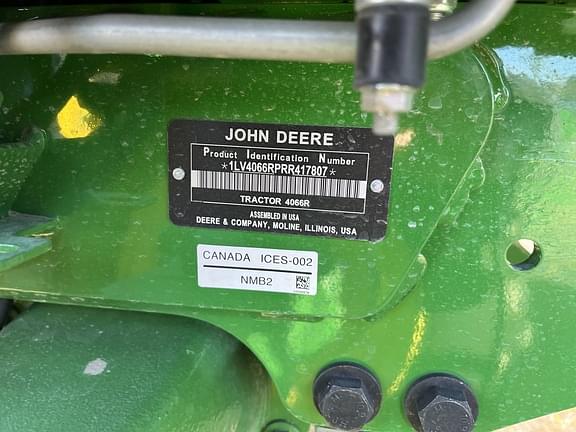 JOHN DEERE
Product Identification Number
*1LV4066RPRR417807*
TRACTOR 4066R
ASSEMBLED IN USA
DEERE & COMPANY, MOLINE, ILLINOIS, USA
CANADA ICES-002
NMB2